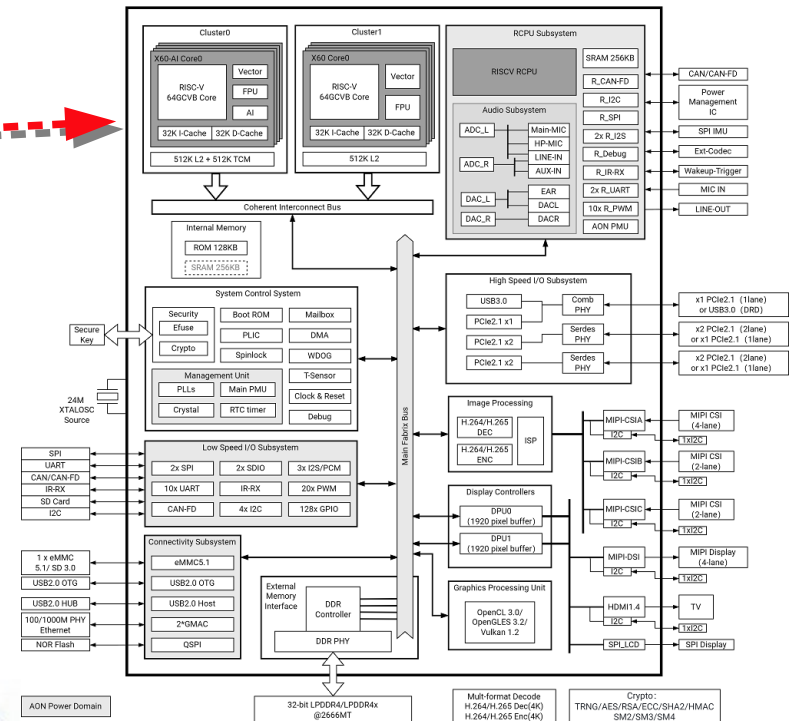 Cluster0
X60-AI Core0
RISC-V
64GCVB Core
Vector
FPU
AI
32K I-Cache
32K D-Cache
512K L2 + 512K TCM
Cluster1
X60 Core0
RISC-V
64GCVB Core
Vector
FPU
32K I-Cache
32K D-Cache
512K L2
Coherent Interconnect Bus
Internal Memory
ROM 128KB
SRAM 256KB
RCPU Subsystem
RISCV RCPU
SRAM 256KB
R_CAN-FD
R_I2C
R_SPI
2x R_I2S
R_Debug
R_IR-RX
2x R_UART
10x R_PWM
AON PMU
Audio Subsystem
ADC_L
ADC_R
DAC_L
DAC_R
Main-MIC
HP-MIC
LINE-IN
AUX-IN
EAR
DACL
DACR
CAN/CAN-FD
Power
Management
IC
SPI IMU
Ext-Codec
Wakeup-Trigger
MIC IN
LINE-OUT
System Control System
Security
Efuse
Crypto
Boot ROM
PLIC
Spinlock
Mailbox
DMA
WDOG
T-Sensor
Clock & Reset
Debug
Management Unit
PLLs
Main PMU
Crystal
RTC timer
Secure
Key
24M
XTALOSC
Source
Main Fabrix Bus
High Speed I/O Subsystem
USB3.0
PCIe2.1 x1
PCIe2.1 x2
PCIe2.1 x2
Comb
PHY
Serdes
PHY
Serdes
PHY
x1 PCIe2.1 (1lane)
or USB3.0 (DRD)
x2 PCIe2.1 (2lane)
or x1 PCIe2.1 (1lane)
x2 PCIe2.1 (2lane)
or x1 PCIe2.1 (1lane)
Low Speed I/O Subsystem
2x SPI
2x SDIO
3x I2S/PCM
10x UART
IR-RX
20x PWM
CAN-FD
4x I2C
128x GPIO
SPI
UART
CAN/CAN-FD
IR-RX
SD Card
I2C
Image Processing
H.264/H.265
DEC
H.264/H.265
ENC
ISP
MIPI-CSIA
I2C
MIPI-CSIB
I2C
MIPI-CSIC
I2C
MIPI-DSI
I2C
HDMI1.4
I2C
SPI_LCD
MIPI CSI
(4-lane)
1xI2C
MIPI CSI
(2-lane)
1xI2C
MIPI CSI
(2-lane)
1xI2C
MIPI Display
(4-lane)
1xI2C
TV
1xI2C
SPI Display
Display Controllers
DPU0
(1920 pixel buffer)
DPU1
(1920 pixel buffer)
Graphics Processing Unit
OpenCL 3.0/
OpenGLES 3.2/
Vulkan 1.2
Connectivity Subsystem
eMMC5.1
USB2.0 OTG
USB2.0 Host
2*GMAC
QSPI
1 x eMMC
5.1/ SD 3.0
USB2.0 OTG
USB2.0 HUB
100/1000M PHY
Ethernet
NOR Flash
External
Memory
Interface
DDR
Controller
DDR PHY
AON Power Domain
32-bit LPDDR4/LPDDR4x
@2666MT
Mult-format Decode
H.264/H.265 Dec(4K)
H.264/H.265 Enc(4K)
Crypto:
TRNG/AES/RSA/ECC/SHA2/HMAC
SM2/SM3/SM4